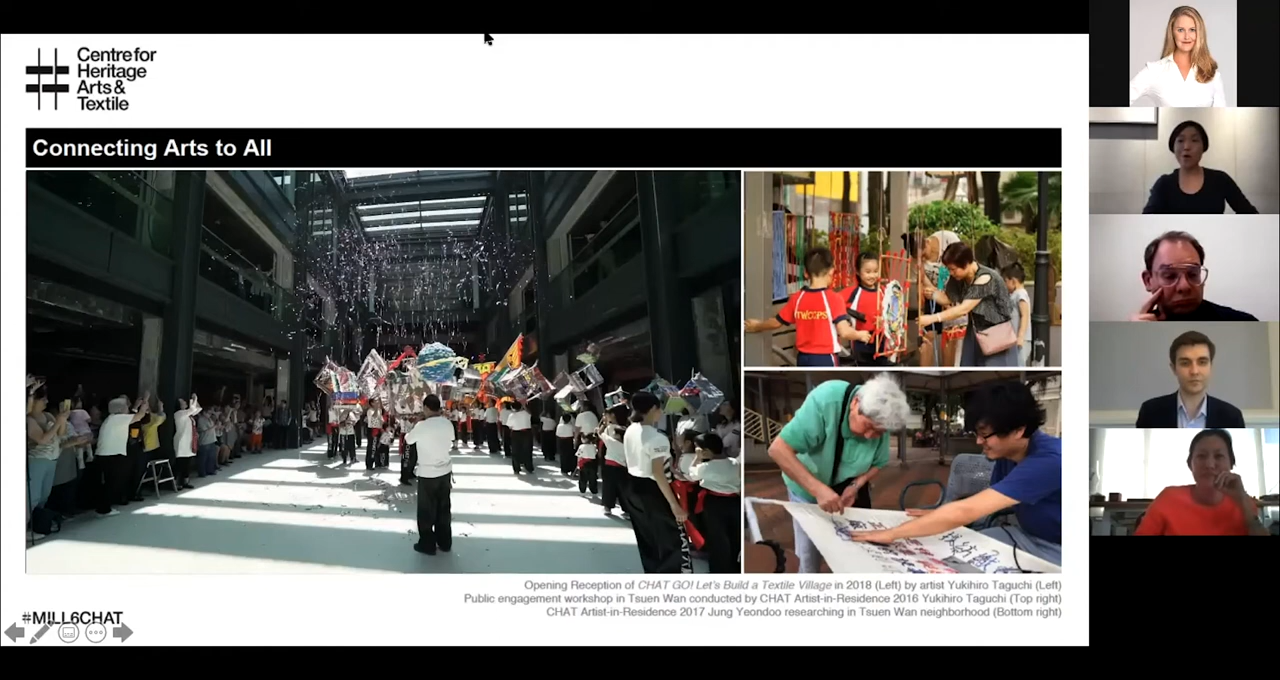 Centre for
Heritage
Arts &
Textile
Connecting Arts to All
TWCGPS
Opening Reception of CHAT GO! Let's Build a Textile Village in 2018 (Left) by artist Yukihiro Taguchi (Left)
Public engagement workshop in Tsuen Wan conducted by CHAT Artist-in-Residence 2016 Yukihiro Taguchi (Top right)
CHAT Artist-in-Residence 2017 Jung Yeondoo researching in Tsuen Wan neighborhood (Bottom right)
#MILL6CHAT